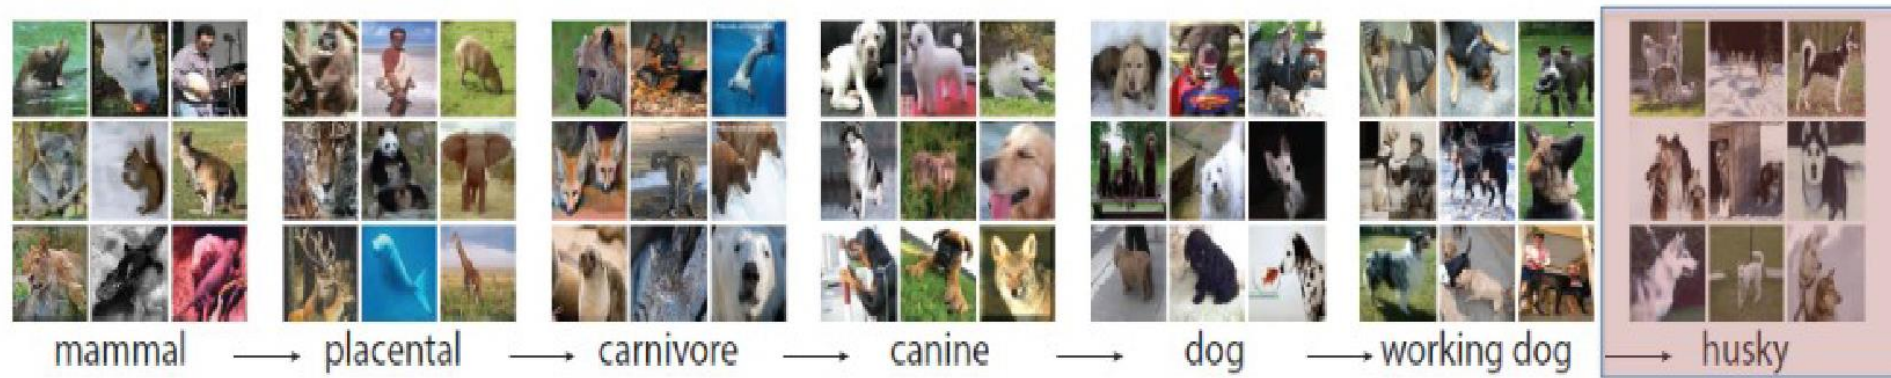 mammal → placental → carnivore → canine → dog → working dog → husky